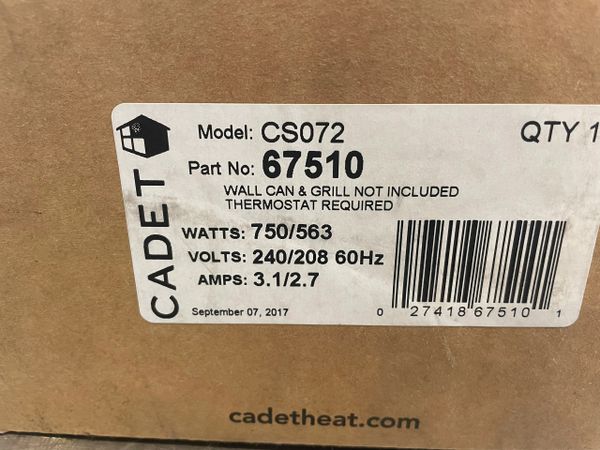 CADET
Model: CS072
QTY 1
Part No: 67510
WALL CAN & GRILL NOT INCLUDED
THERMOSTAT REQUIRED
WATTS: 750/563
VOLTS: 240/208 60Hz
AMPS: 3.1/2.7
September 07, 2017
0 27418 67510 1
cadetheat.com